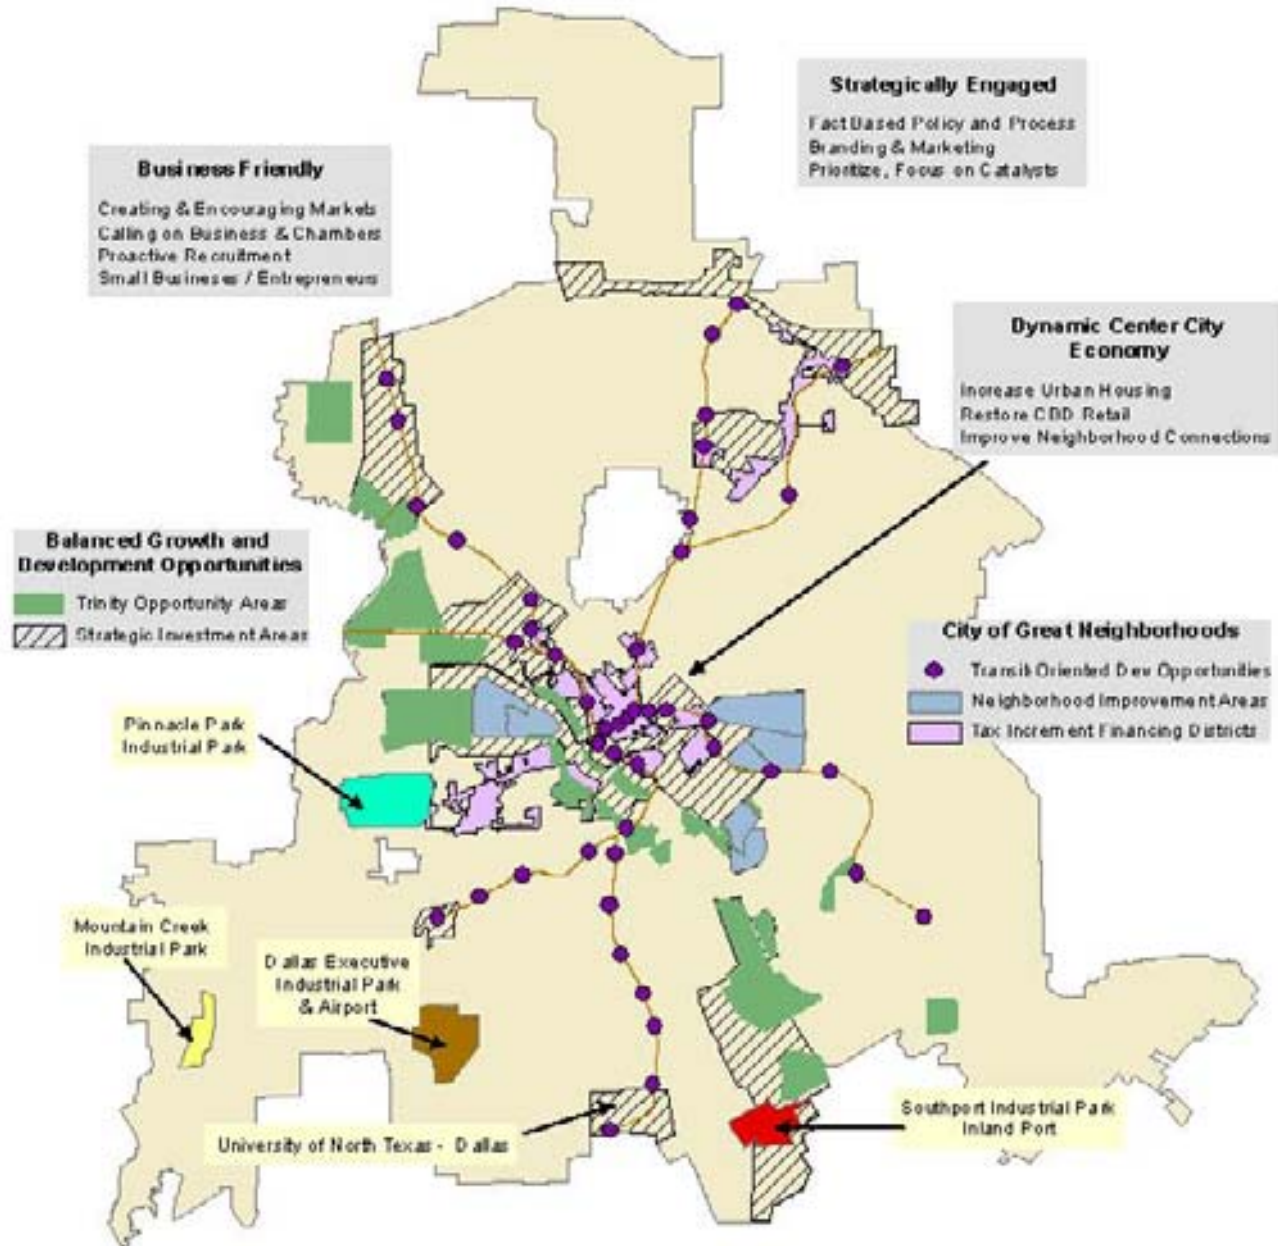 Strategically Engaged
Fact Based Policy and Process
Branding & Marketing
Prioritize, Focus on Catalysts
Business Friendly
Creating & Encouraging Markets
Calling on Business & Chambers
Proactive Recruitment
Small Busineses / Entrepreneurs
Dynamic Center City
Economy
Increase Urban Housing
Restore CBD Retail
Improve Neighborhood Connections
Balanced Growth and
Development Opportunities
Trinity Opportunity Areas
Strategic Investment Areas
City of Great Neighborhoods
Transit Oriented Dev Opportunities
Neighborhood Improvement Areas
Tax Increment Financing Districts
Pinnacle Park
Industrial Park
Mountain Creek
Industrial Park
Dallas Executive
Industrial Park
& Airport
University of North Texas - Dallas
Southport Industrial Park
Inland Port